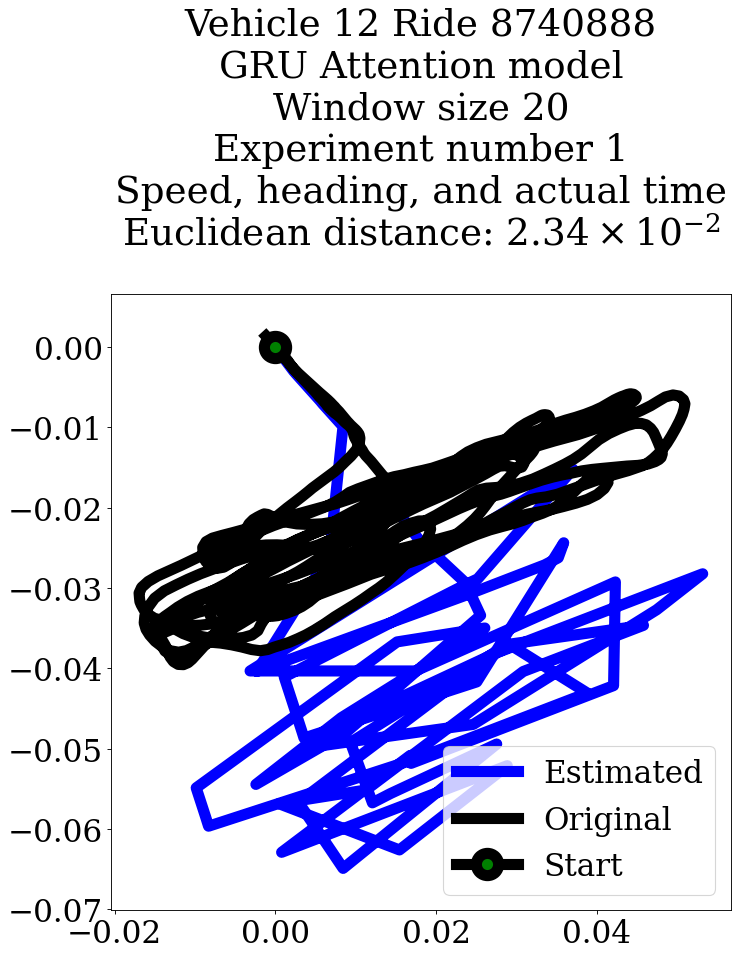 Vehicle 12 Ride 8740888
GRU Attention model
Window size 20
Experiment number 1
Speed, heading, and actual time
Euclidean distance: 2.34 × 10⁻²
0.00
−0.01
−0.02
−0.03
−0.04
−0.05
−0.06
−0.07
−0.02 0.00 0.02 0.04
Estimated
Original
Start